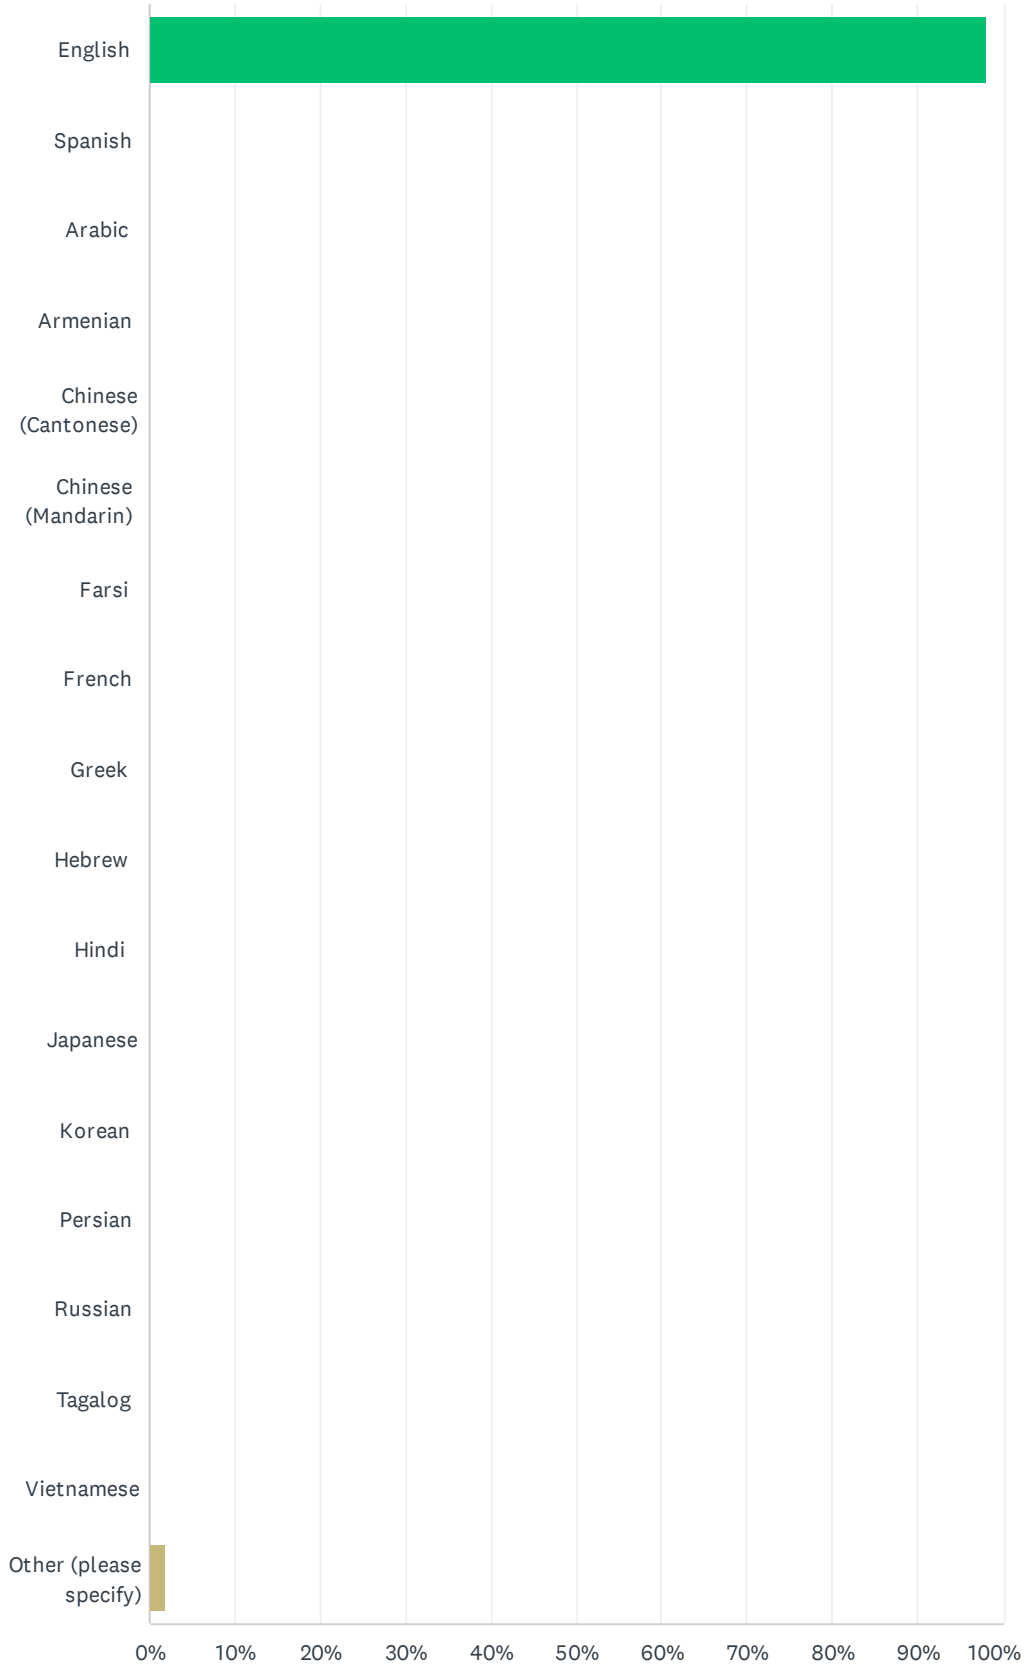 English
Spanish
Arabic
Armenian
Chinese
(Cantonese)
Chinese
(Mandarin)
Farsi
French
Greek
Hebrew
Hindi
Japanese
Korean
Persian
Russian
Tagalog
Vietnamese
Other (please
specify)
0% 10% 20% 30% 40% 50% 60% 70% 80% 90% 100%